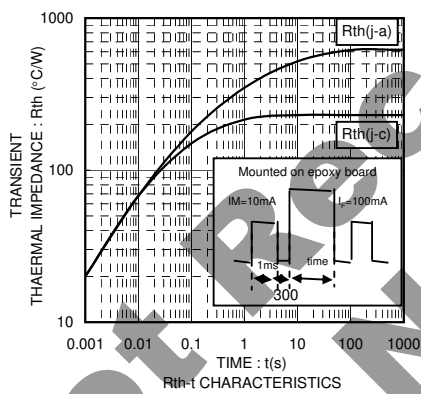 1000
Rth(j-a)
TRANSIENT
THAERMAL IMPEDANCE : Rth (°C/W)
100
Rth(j-c)
Mounted on epoxy board
IM=10mA
IF=100mA
1ms
time
300
10
0.001
0.01
0.1
1
10
100
1000
TIME : t(s)
Rth-t CHARACTERISTICS